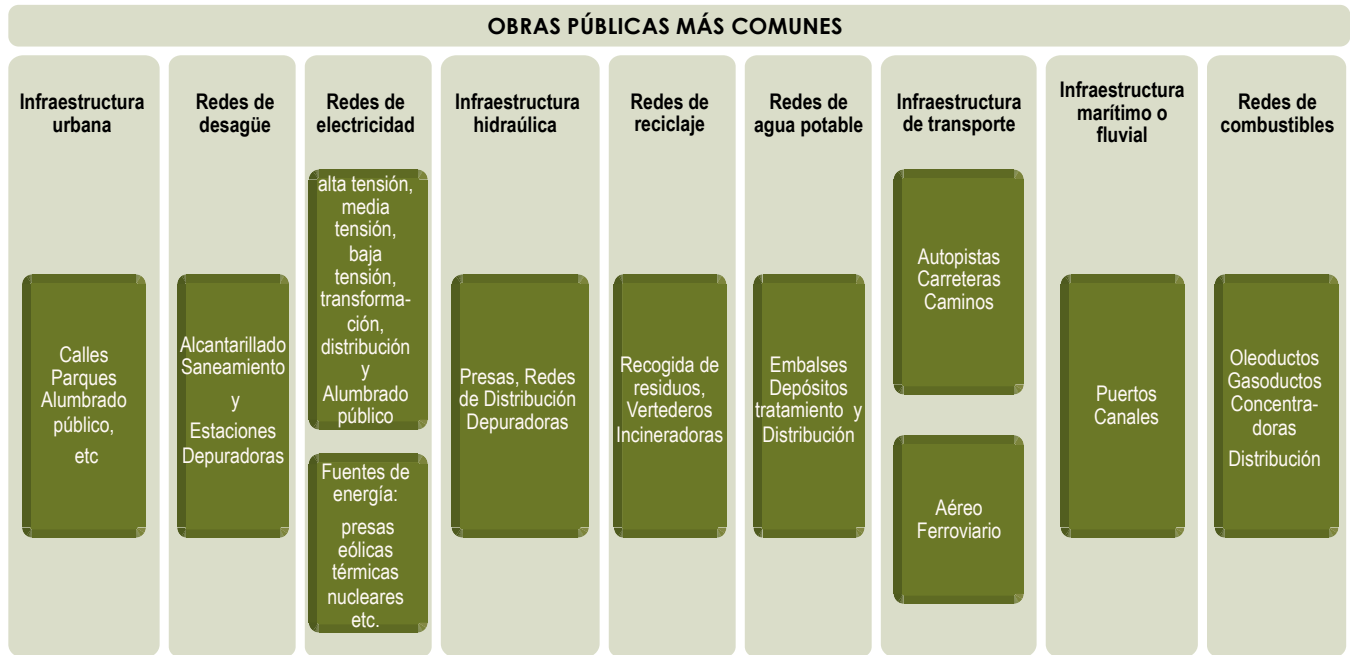 OBRAS PÚBLICAS MÁS COMUNES
Infraestructura
urbana
Calles
Parques
Alumbrado
público,
etc
Redes de
desagüe
Alcantarillado
Saneamiento
y
Estaciones
Depuradoras
Redes de
electricidad
alta tensión,
media
tensión,
baja
tensión,
transforma-
ción,
distribución
y
Alumbrado
público
Fuentes de
energía:
presas
eólicas
térmicas
nucleares
etc.
Infraestructura
hidraúlica
Presas, Redes
de Distribución
Depuradoras
Redes de
reciclaje
Recogida de
residuos,
Vertederos
Incineradoras
Redes de
agua potable
Embalses
Depósitos
tratamiento y
Distribución
Infraestructura
de transporte
Autopistas
Carreteras
Caminos
Aéreo
Ferroviario
Infraestructura
marítimo o
fluvial
Puertos
Canales
Redes de
combustibles
Oleoductos
Gasoductos
Concentra-
doras
Distribución